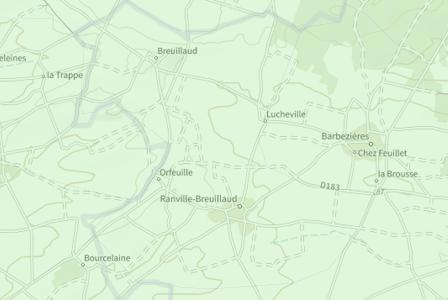 Breuillaud
eleines
la Trappe
Lucheville
Barbezières
Chez Feuillet
Orfeuille
la Brousse
D183
Ranville-Breuillaud
Bourcelaine